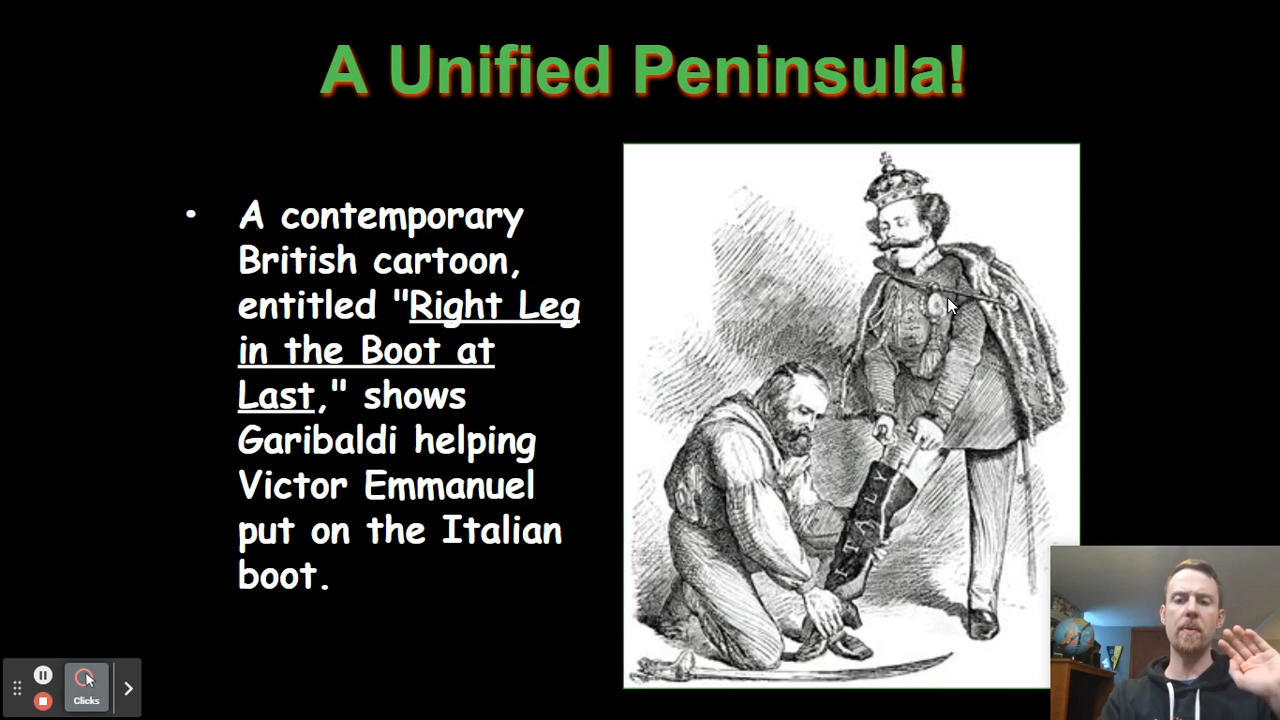 A Unified Peninsula!
• A contemporary
British cartoon,
entitled "Right Leg
in the Boot at
Last," shows
Garibaldi helping
Victor Emmanuel
put on the Italian
boot.
ITALY
Clicks